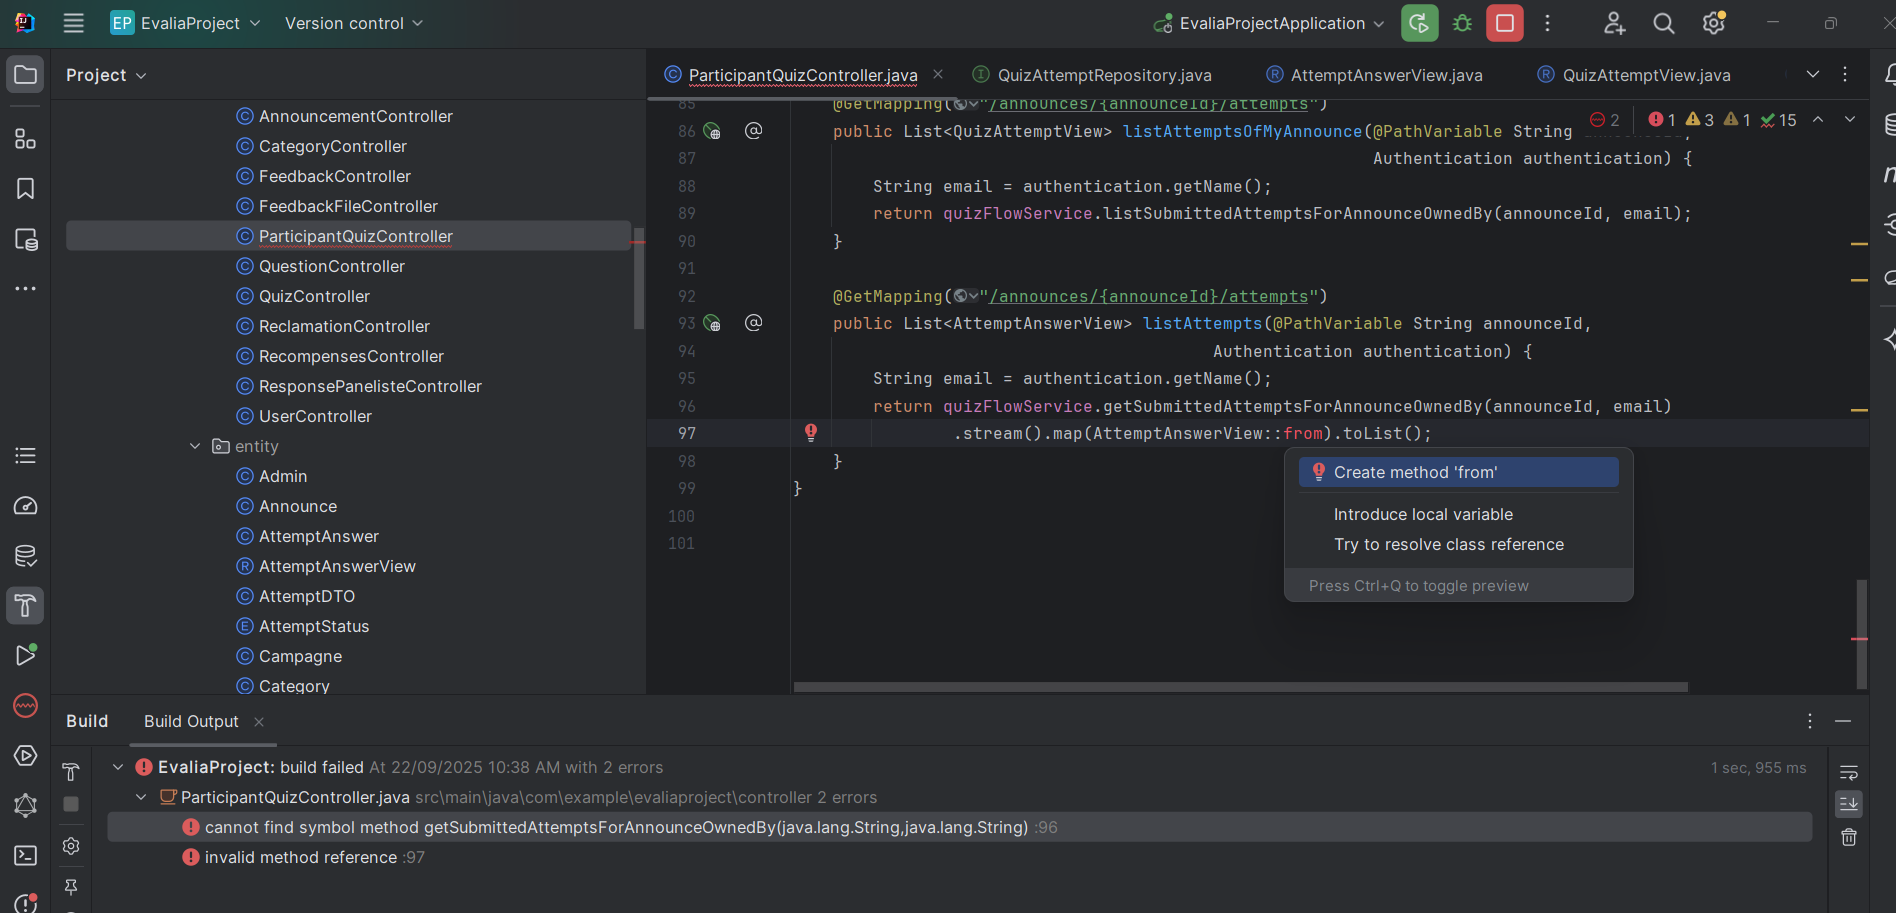 EP EvaliaProject Version control EvaliaProjectApplication
Project ParticipantQuizController.java QuizAttemptRepository.java AttemptAnswerView.java QuizAttemptView.java
AnnouncementController
CategoryController
FeedbackController
FeedbackFileController
ParticipantQuizController
QuestionController
QuizController
ReclamationController
RecompensesController
ResponsePanelisteController
UserController
entity
Admin
Announce
AttemptAnswer
AttemptAnswerView
AttemptDTO
AttemptStatus
Campagne
Category
2 1 3 1 15
85 @GetMapping("/announces/{announceId}/attempts")
86 public List<QuizAttemptView> listAttemptsOfMyAnnounce(@PathVariable String announceId,
87 Authentication authentication) {
88 String email = authentication.getName();
89 return quizFlowService.listSubmittedAttemptsForAnnounceOwnedBy(announceId, email);
90 }
91
92 @GetMapping("/announces/{announceId}/attempts")
93 public List<AttemptAnswerView> listAttempts(@PathVariable String announceId,
94 Authentication authentication) {
95 String email = authentication.getName();
96 return quizFlowService.getSubmittedAttemptsForAnnounceOwnedBy(announceId, email)
97 .stream().map(AttemptAnswerView::from).toList();
98 }
99 }
100
101
Create method 'from'
Introduce local variable
Try to resolve class reference
Press Ctrl+Q to toggle preview
Build Build Output
EvaliaProject: build failed At 22/09/2025 10:38 AM with 2 errors 1 sec, 955 ms
ParticipantQuizController.java src\main\java\com\example\evaliaproject\controller 2 errors
cannot find symbol method getSubmittedAttemptsForAnnounceOwnedBy(java.lang.String,java.lang.String) :96
invalid method reference :97